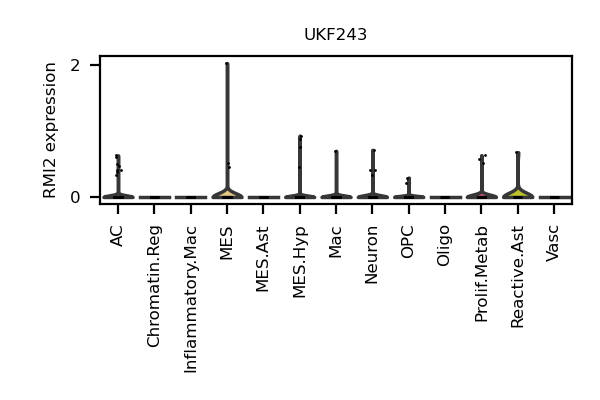 UKF243
RMI2 expression
2
0
AC
Chromatin.Reg
Inflammatory.Mac
MES
MES.Ast
MES.Hyp
Mac
Neuron
OPC
Oligo
Prolif.Metab
Reactive.Ast
Vasc